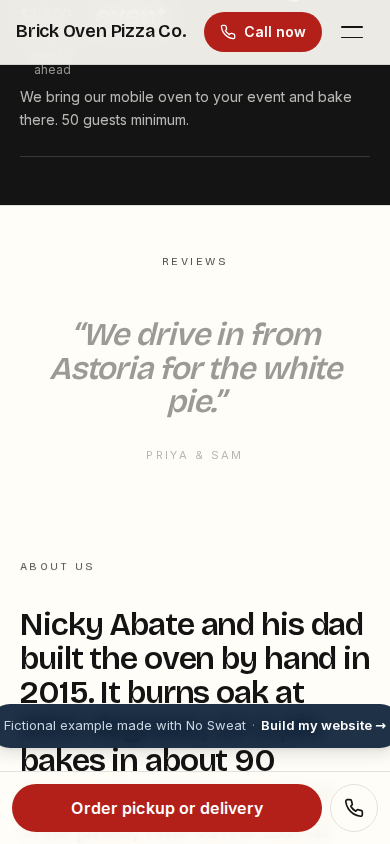 Brick Oven Pizza Co.
Call now
ahead
We bring our mobile oven to your event and bake
there. 50 guests minimum.
REVIEWS
“We drive in from
Astoria for the white
pie.”
PRIYA & SAM
ABOUT US
Nicky Abate and his dad
built the oven by hand in
2015. It burns oak at
Fictional example made with No Sweat · Build my website →
bakes in about 90
Order pickup or delivery